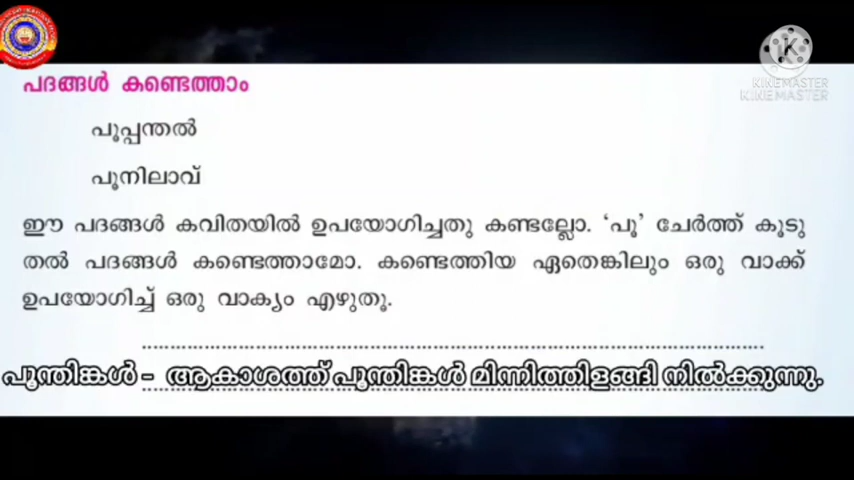 KINEMASTER
KINEMASTER
പദങ്ങൾ കണ്ടെത്താം
പൂപ്പന്തൽ
പൂനിലാവ്
ഈ പദങ്ങൾ കവിതയിൽ ഉപയോഗിച്ചതു കണ്ടല്ലോ. ‘പൂ’ ചേർത്ത് കൂടു
തൽ പദങ്ങൾ കണ്ടെത്താമോ. കണ്ടെത്തിയ ഏതെങ്കിലും ഒരു വാക്ക്
ഉപയോഗിച്ച് ഒരു വാക്യം എഴുതൂ.
പൂന്തിങ്കൾ - ആകാശത്ത് പൂന്തിങ്കൾ മിന്നിത്തിളങ്ങി നിൽക്കുന്നു.